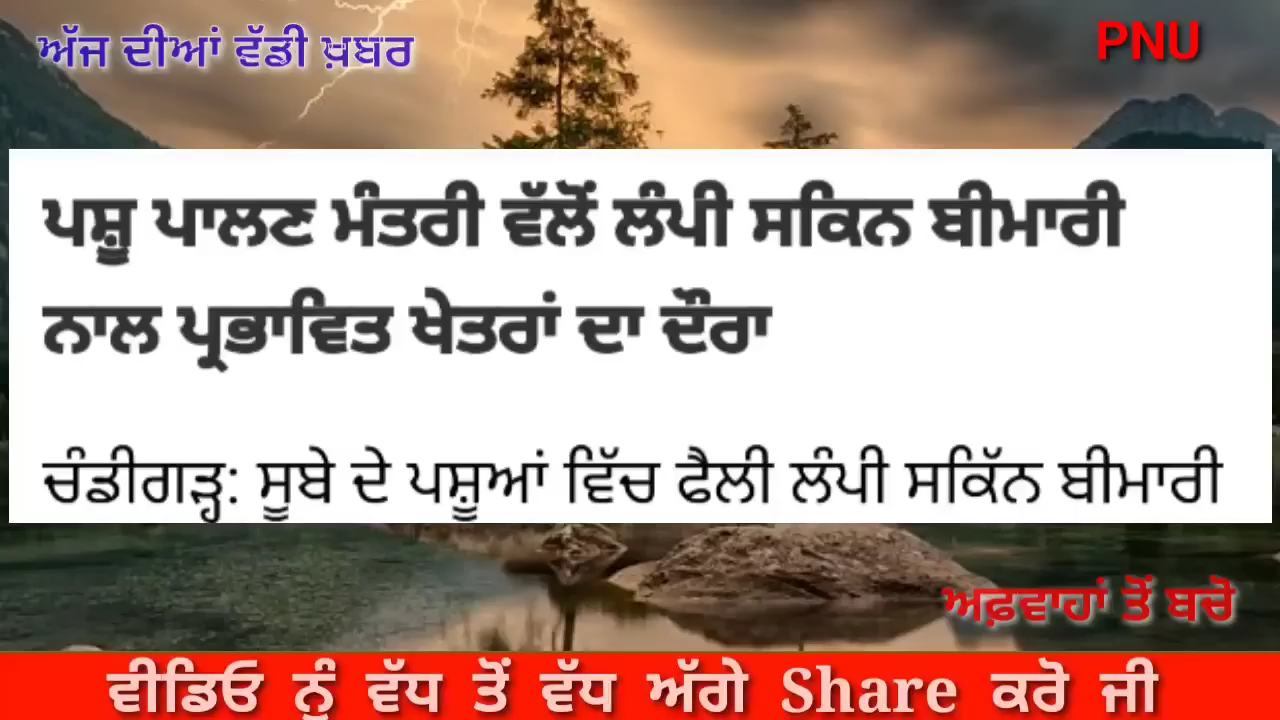 ਅੱਜ ਦੀਆਂ ਵੱਡੀ ਖ਼ਬਰ
PNU
ਪਸ਼ੂ ਪਾਲਣ ਮੰਤਰੀ ਵੱਲੋਂ ਲੰਪੀ ਸਕਿਨ ਬੀਮਾਰੀ
ਨਾਲ ਪ੍ਰਭਾਵਿਤ ਖੇਤਰਾਂ ਦਾ ਦੌਰਾ
ਚੰਡੀਗੜ੍ਹ: ਸੂਬੇ ਦੇ ਪਸ਼ੂਆਂ ਵਿੱਚ ਫੈਲੀ ਲੰਪੀ ਸਕਿੱਨ ਬੀਮਾਰੀ
ਅਫ਼ਵਾਹਾਂ ਤੋਂ ਬਚੋ
ਵੀਡਿਓ ਨੂੰ ਵੱਧ ਤੋਂ ਵੱਧ ਅੱਗੇ Share ਕਰੋ ਜੀ